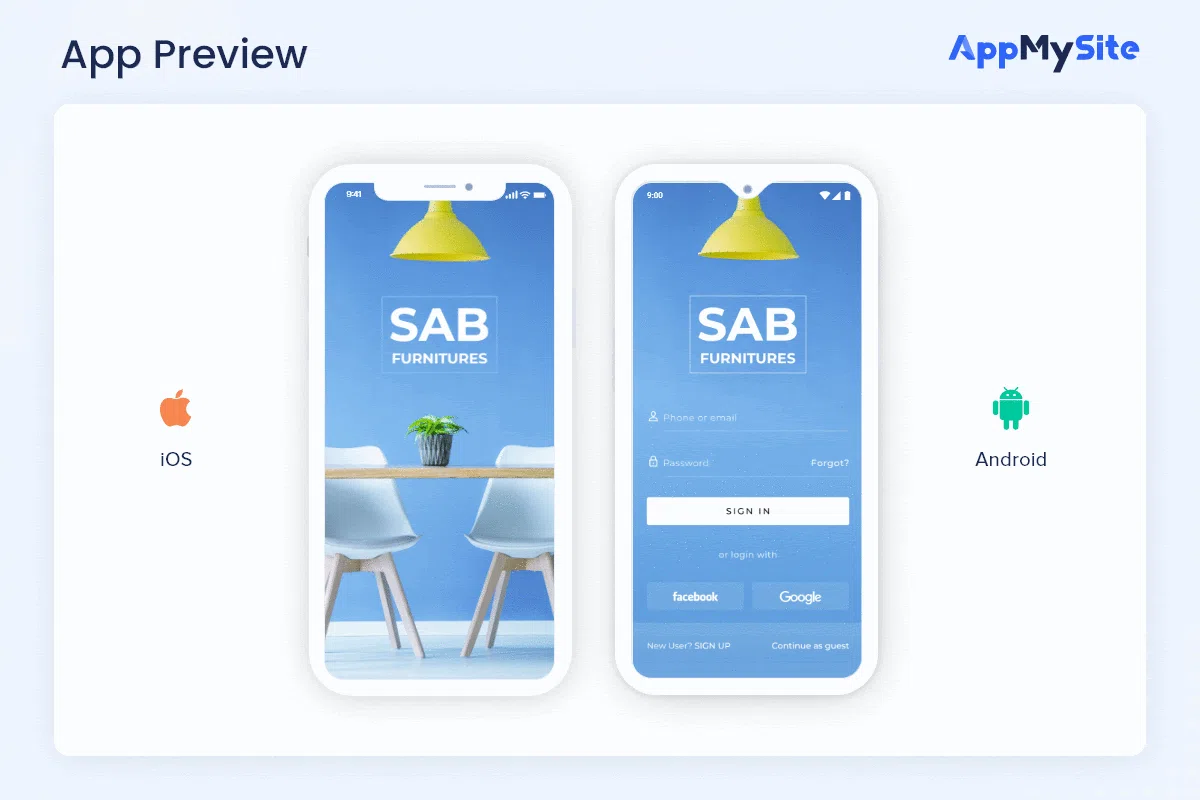 App Preview
AppMySite
9:41
SAB
FURNITURES
iOS
9:00
SAB
FURNITURES
Phone or email
Password
Forgot?
SIGN IN
or login with
facebook
Google
New User? SIGN UP
Continue as guest
Android